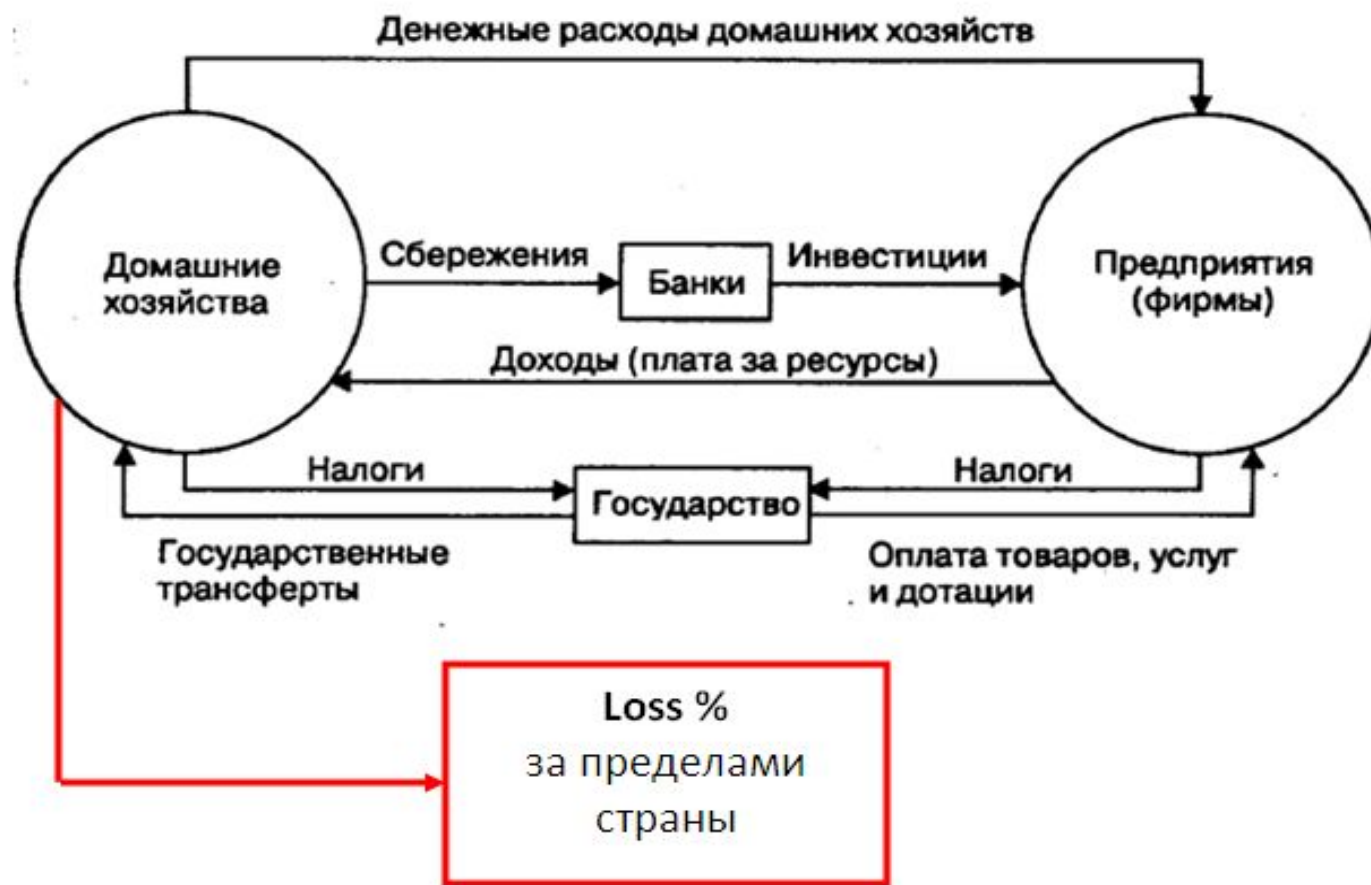 Денежные расходы домашних хозяйств
Домашние
хозяйства
Сбережения
Банки
Инвестиции
Предприятия
(фирмы)
Доходы (плата за ресурсы)
Налоги
Государство
Налоги
Государственные
трансферты
Оплата товаров, услуг
и дотации
Loss %
за пределами
страны